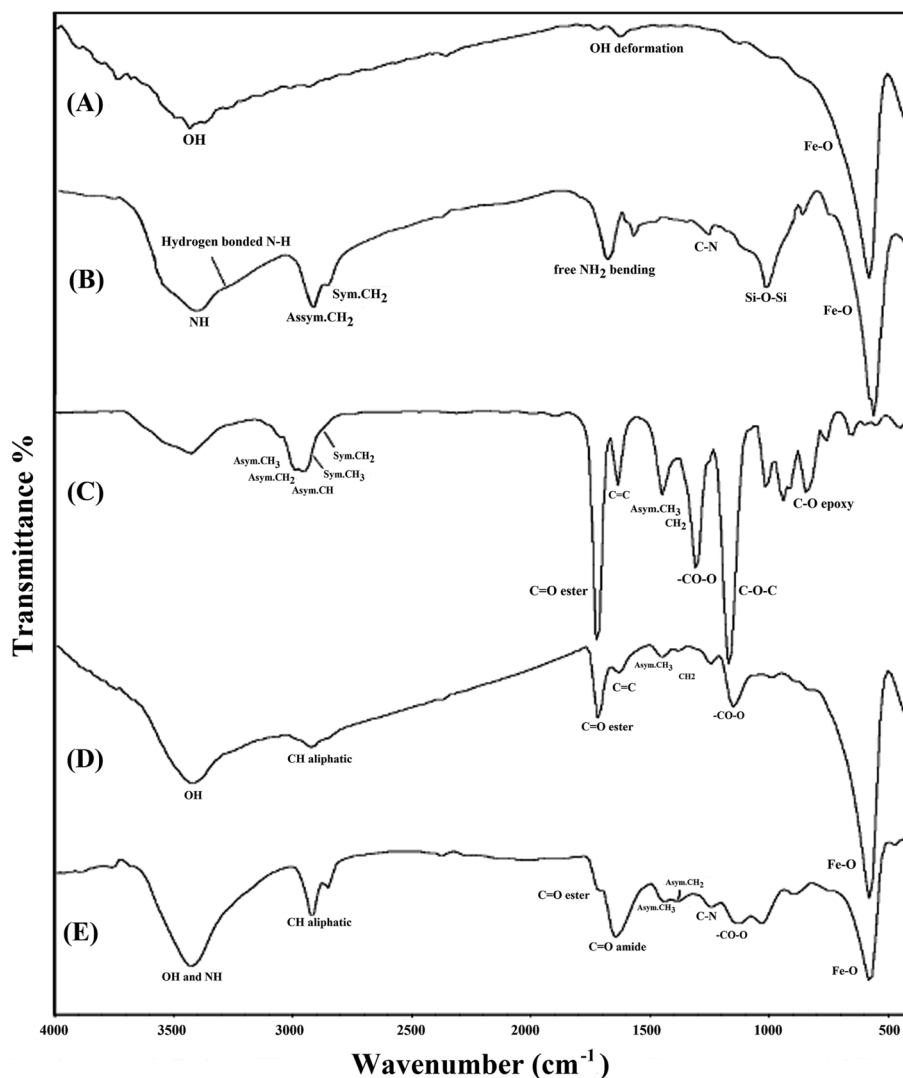 OH deformation
(A)
OH
Fe-O
Hydrogen bonded N-H
(B)
NH
Assym.CH2
Sym.CH2
free NH2 bending
C-N
Si-O-Si
Fe-O
(C)
Asym.CH3
Asym.CH2
Asym.CH
Sym.CH3
Sym.CH2
C=O ester
C=C
Asym.CH3
CH2
-CO-O
C-O-C
C-O epoxy
(D)
OH
CH aliphatic
C=O ester
C=C
Asym.CH3
CH2
-CO-O
Fe-O
(E)
OH and NH
CH aliphatic
C=O ester
C=O amide
Asym.CH3
Asym.CH2
C-N
-CO-O
Fe-O
Transmittance %
4000 3500 3000 2500 2000 1500 1000 500
Wavenumber (cm-1)